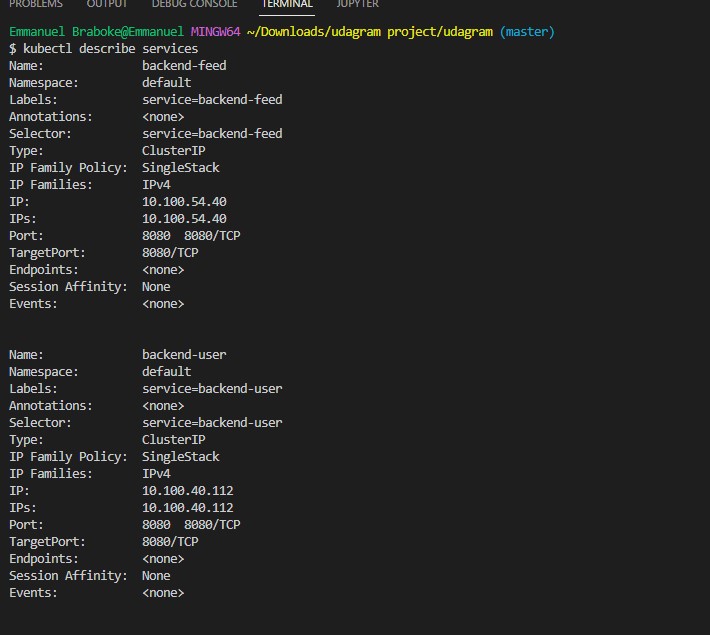 PROBLEMS OUTPUT DEBUG CONSOLE TERMINAL JUPYTER
Emmanuel Braboke@Emmanuel MINGW64 ~/Downloads/udagram project/udagram (master)
$ kubectl describe services
Name: backend-feed
Namespace: default
Labels: service=backend-feed
Annotations: <none>
Selector: service=backend-feed
Type: ClusterIP
IP Family Policy: SingleStack
IP Families: IPv4
IP: 10.100.54.40
IPs: 10.100.54.40
Port: 8080 8080/TCP
TargetPort: 8080/TCP
Endpoints: <none>
Session Affinity: None
Events: <none>
Name: backend-user
Namespace: default
Labels: service=backend-user
Annotations: <none>
Selector: service=backend-user
Type: ClusterIP
IP Family Policy: SingleStack
IP Families: IPv4
IP: 10.100.40.112
IPs: 10.100.40.112
Port: 8080 8080/TCP
TargetPort: 8080/TCP
Endpoints: <none>
Session Affinity: None
Events: <none>